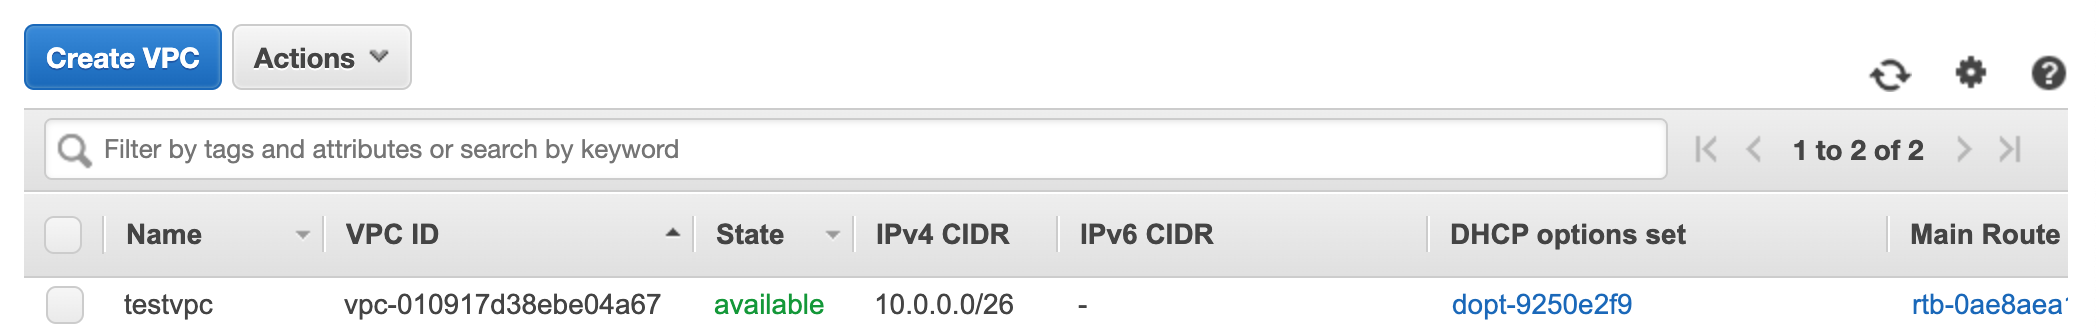 Create VPC Actions
Filter by tags and attributes or search by keyword 1 to 2 of 2
Name VPC ID State IPv4 CIDR IPv6 CIDR DHCP options set Main Route
testvpc vpc-010917d38ebe04a67 available 10.0.0.0/26 - dopt-9250e2f9 rtb-0ae8aea